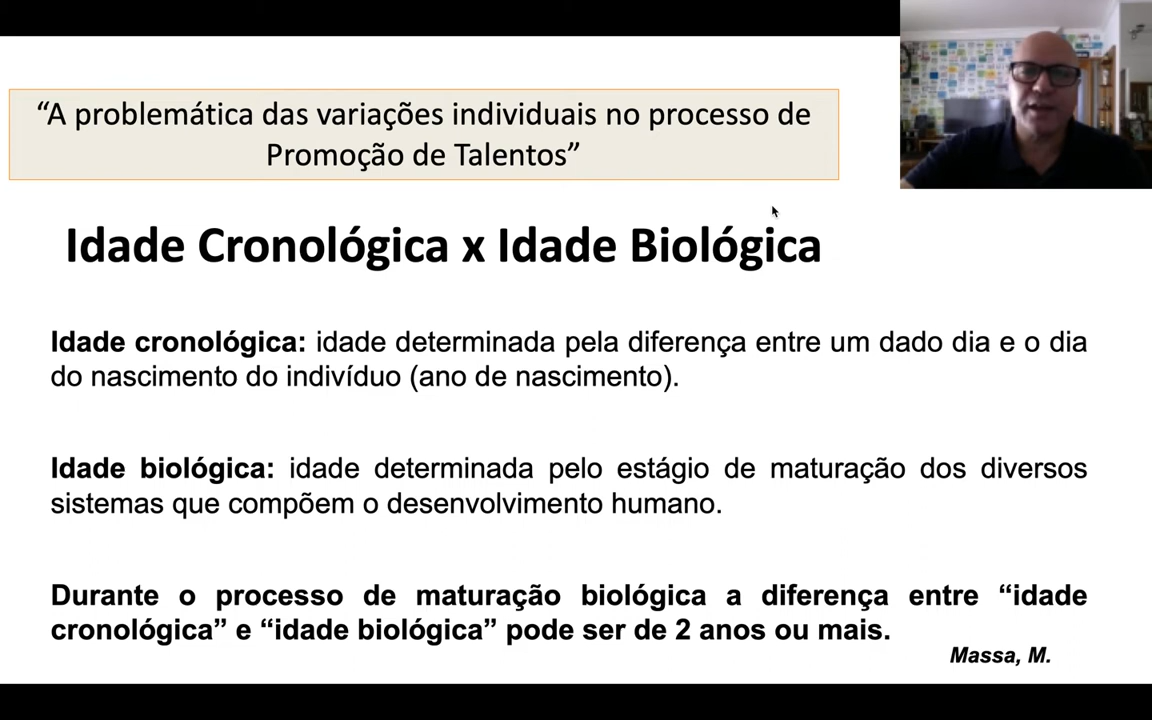 “A problemática das variações individuais no processo de
Promoção de Talentos”
Idade Cronológica x Idade Biológica
Idade cronológica: idade determinada pela diferença entre um dado dia e o dia
do nascimento do indivíduo (ano de nascimento).
Idade biológica: idade determinada pelo estágio de maturação dos diversos
sistemas que compõem o desenvolvimento humano.
Durante o processo de maturação biológica a diferença entre “idade
cronológica” e “idade biológica” pode ser de 2 anos ou mais.
Massa, M.